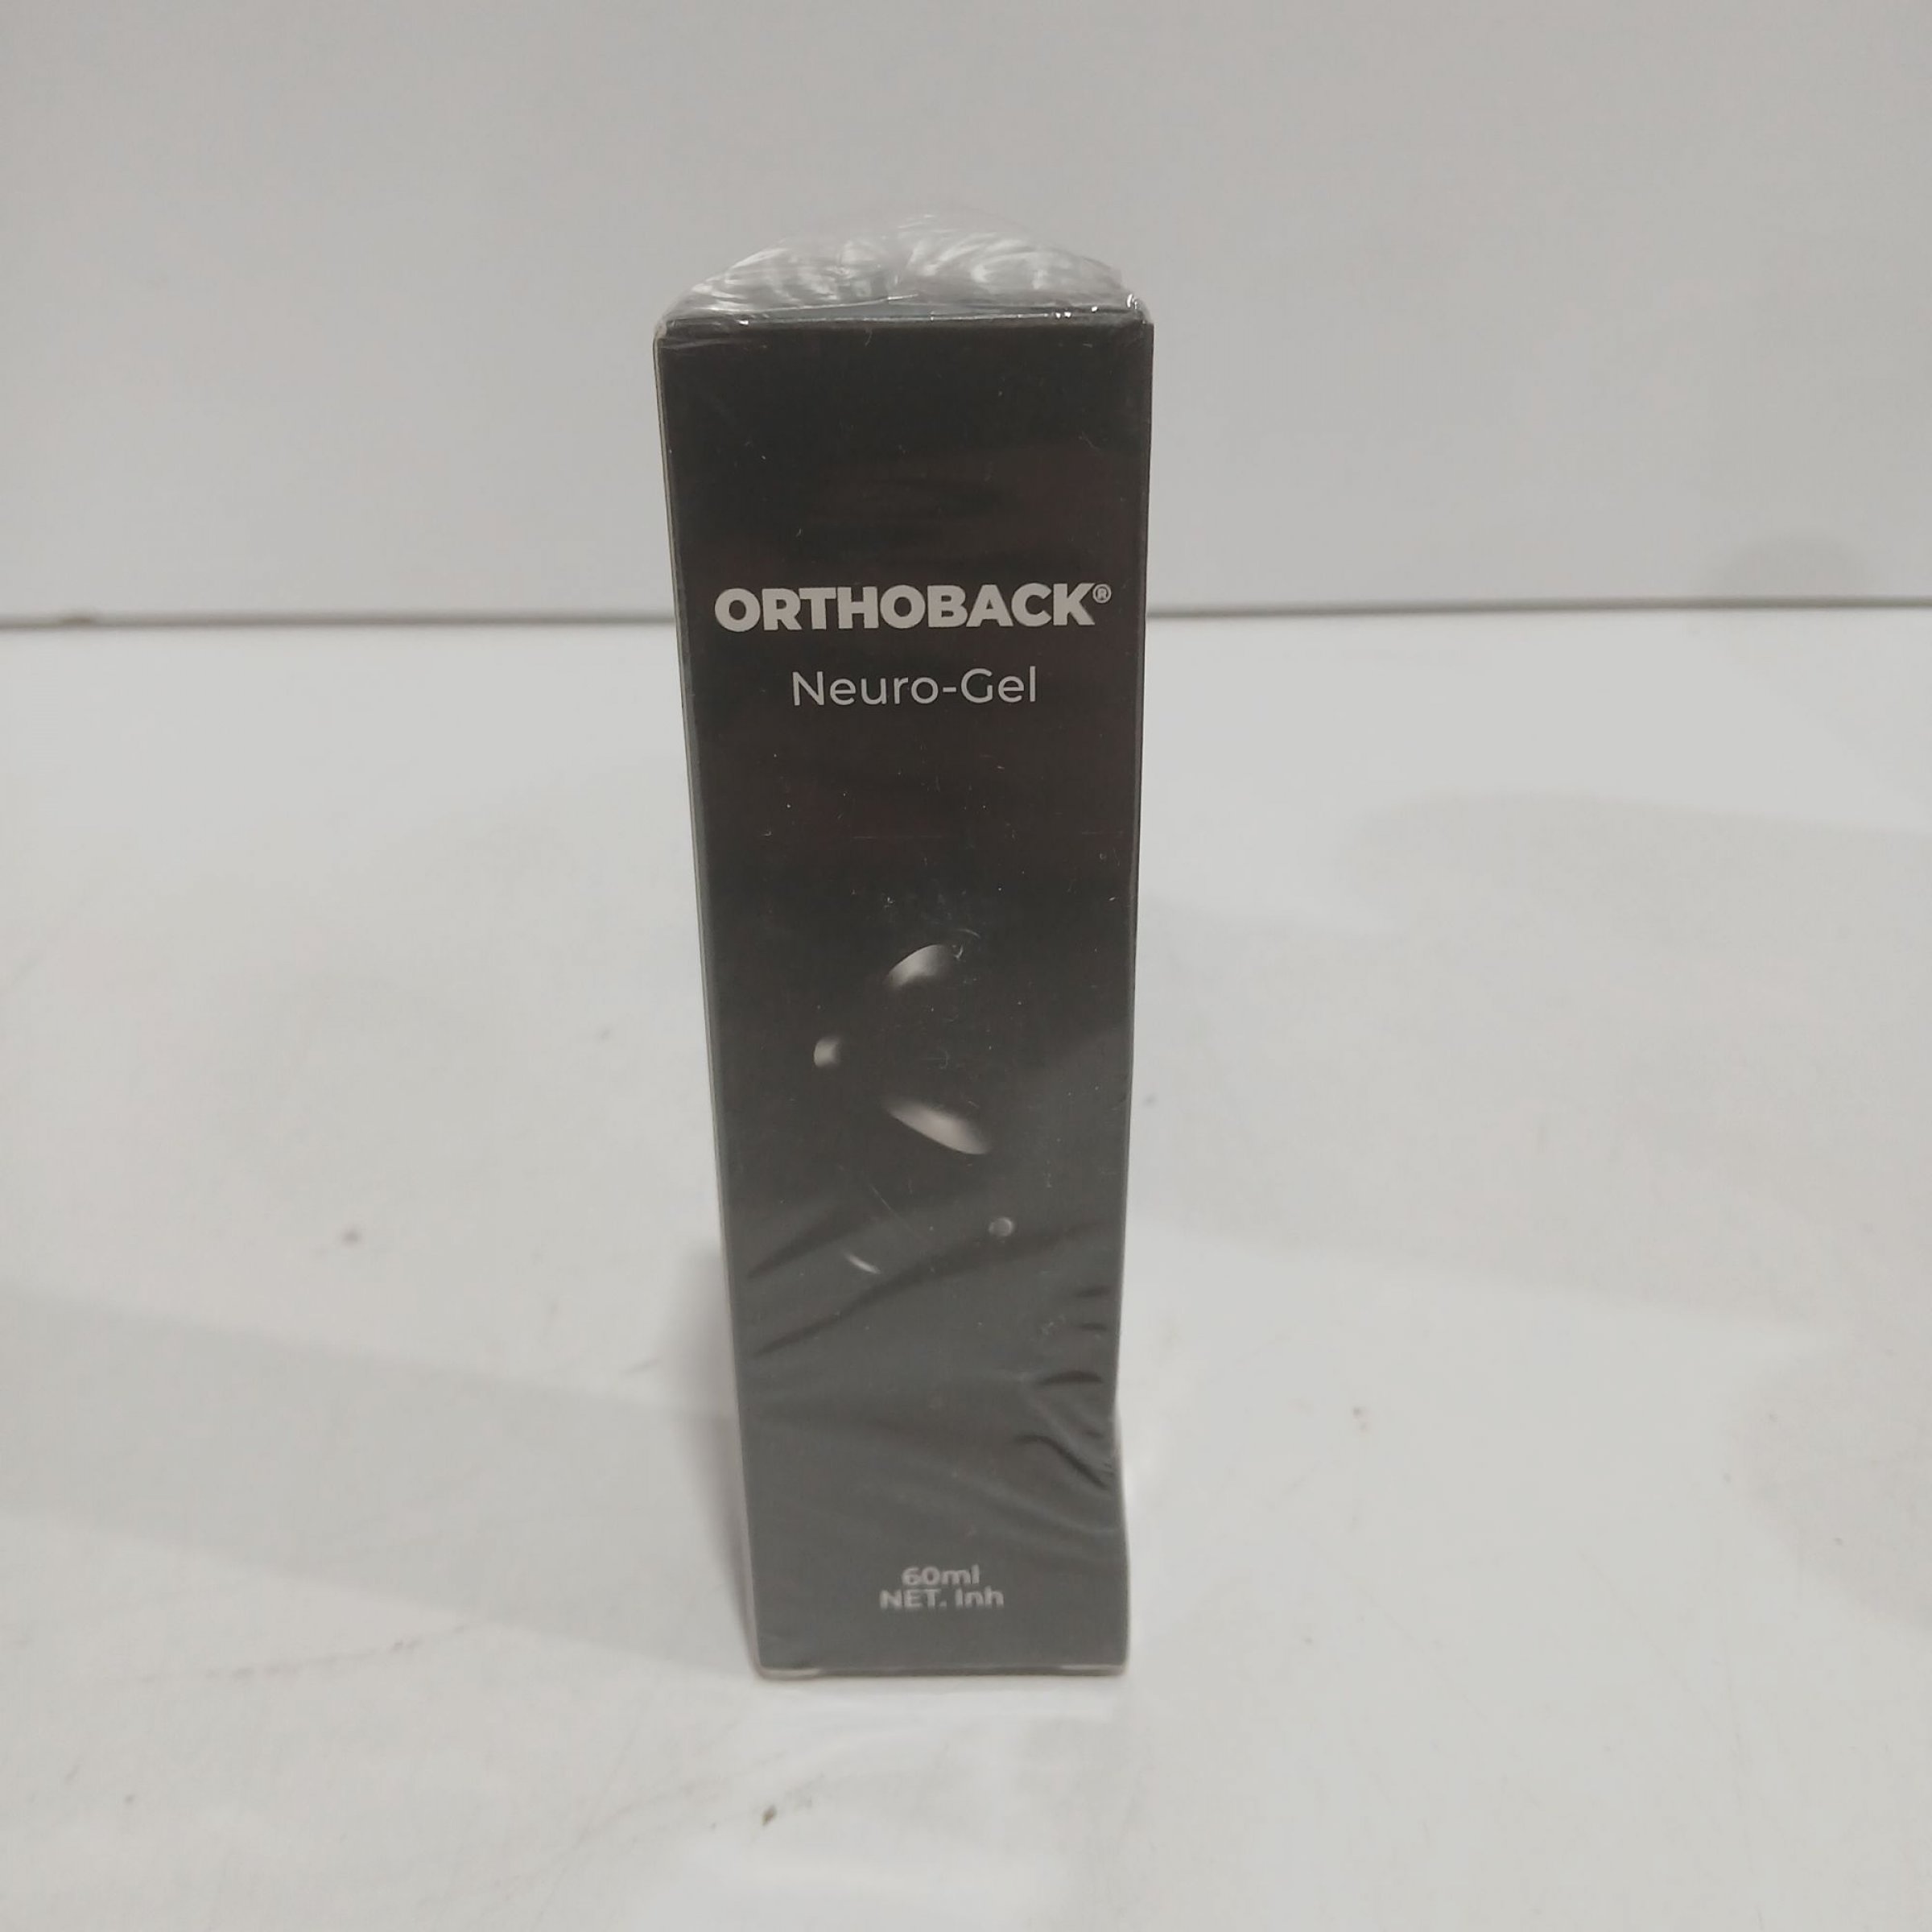 ORTHOBACK®
Neuro-Gel
60ml
NET. Inh